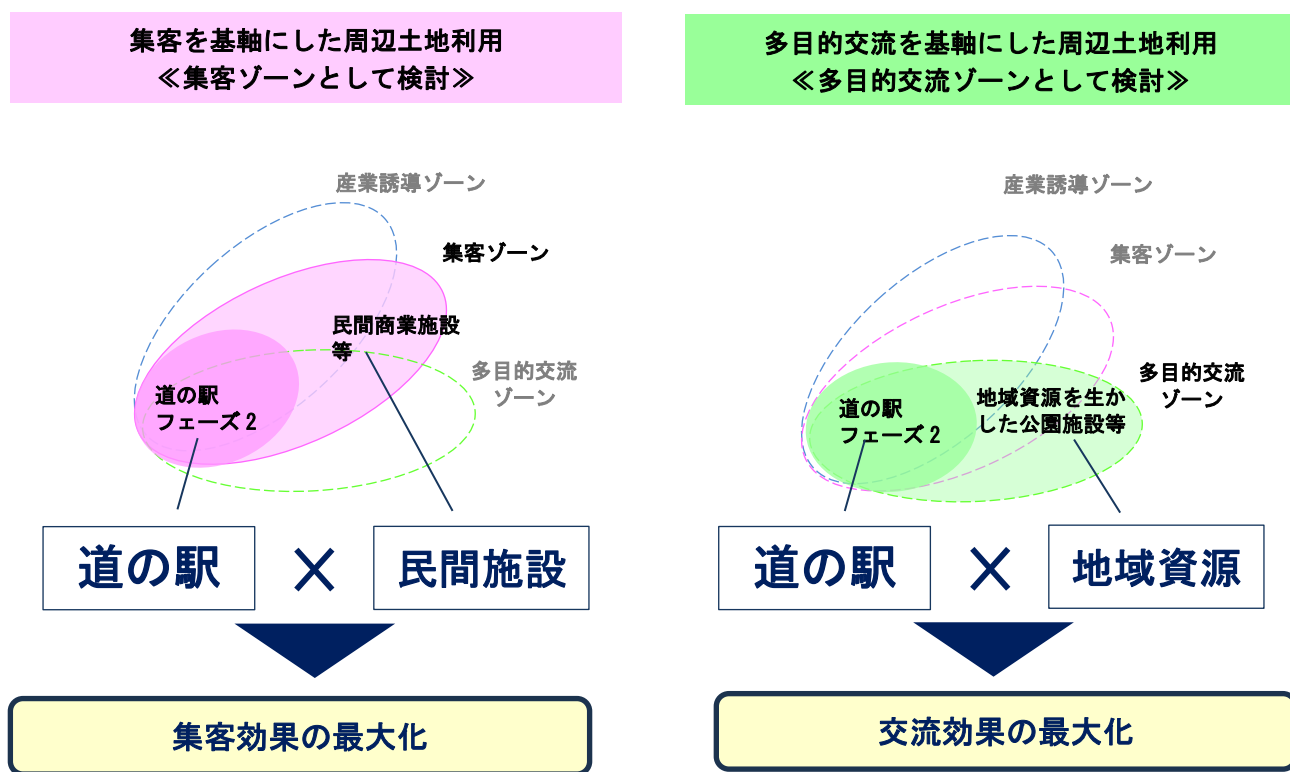 集客を基軸にした周辺土地利用
≪集客ゾーンとして検討≫
産業誘導ゾーン
集客ゾーン
民間商業施設
等
多目的交流
ゾーン
道の駅
フェーズ2
道の駅
×
民間施設
集客効果の最大化
多目的交流を基軸にした周辺土地利用
≪多目的交流ゾーンとして検討≫
産業誘導ゾーン
集客ゾーン
多目的交流
ゾーン
地域資源を生か
した公園施設等
道の駅
フェーズ2
道の駅
×
地域資源
交流効果の最大化